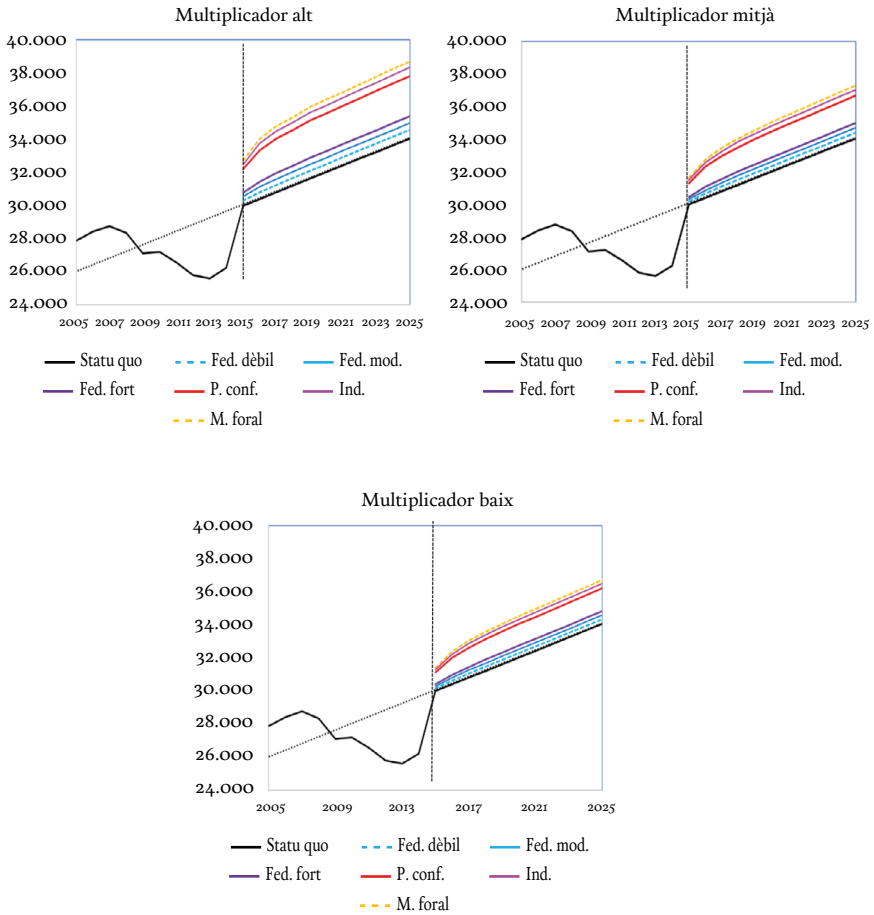 Multiplicador alt
40.000
38.000
36.000
34.000
32.000
30.000
28.000
26.000
24.000
2005 2007 2009 2011 2013 2015 2017 2019 2021 2023 2025
Statu quo Fed. dèbil Fed. mod.
Fed. fort P. conf. Ind.
M. foral
Multiplicador mitjà
40.000
38.000
36.000
34.000
32.000
30.000
28.000
26.000
24.000
2005 2007 2009 2011 2013 2015 2017 2019 2021 2023 2025
Statu quo Fed. dèbil Fed. mod.
Fed. fort P. conf. Ind.
M. foral
Multiplicador baix
40.000
38.000
36.000
34.000
32.000
30.000
28.000
26.000
24.000
2005 2009 2013 2017 2021 2025
Statu quo Fed. dèbil Fed. mod.
Fed. fort P. conf. Ind.
M. foral